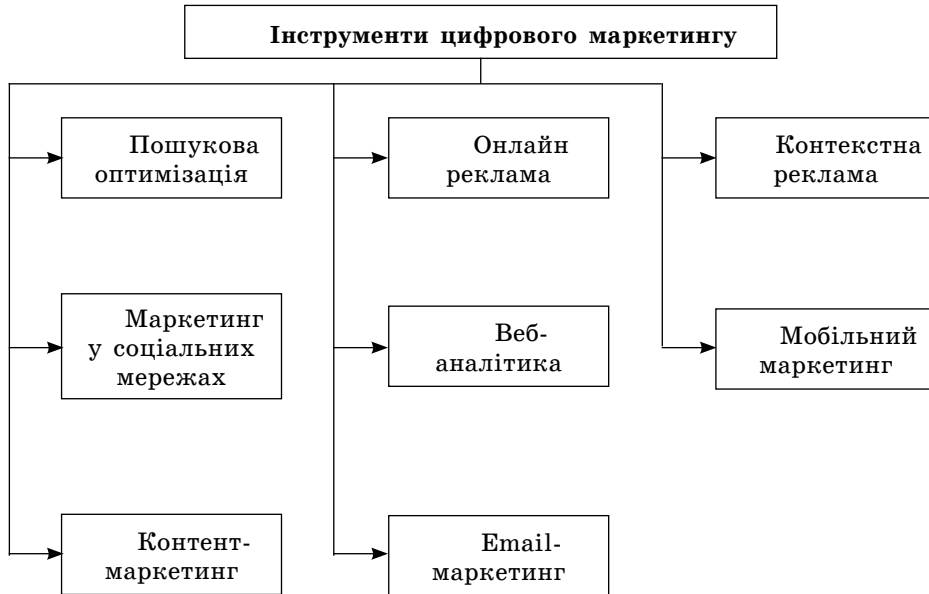 Інструменти цифрового маркетингу
Пошукова
оптимізація
Онлайн
реклама
Контекстна
реклама
Маркетинг
у соціальних
мережах
Веб-
аналітика
Мобільний
маркетинг
Контент-
маркетинг
Email-
маркетинг